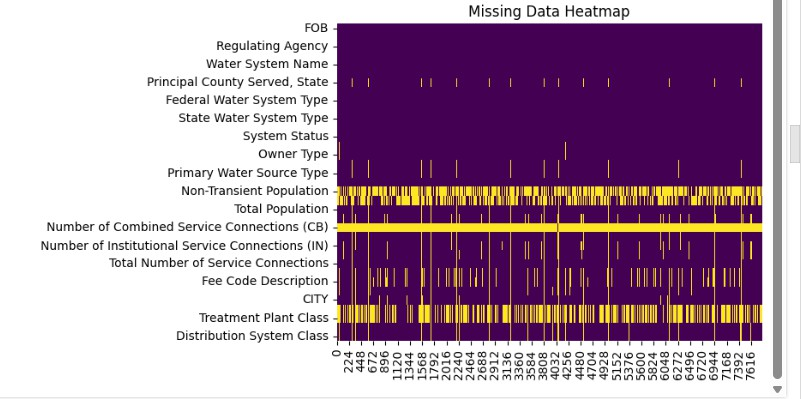 Missing Data Heatmap
FOB
Regulating Agency
Water System Name
Principal County Served, State
Federal Water System Type
State Water System Type
System Status
Owner Type
Primary Water Source Type
Non-Transient Population
Total Population
Number of Combined Service Connections (CB)
Number of Institutional Service Connections (IN)
Total Number of Service Connections
Fee Code Description
CITY
Treatment Plant Class
Distribution System Class
0
224
448
672
896
1120
1344
1568
1792
2016
2240
2464
2688
2912
3136
3360
3584
3808
4032
4256
4480
4704
4928
5152
5376
5600
5824
6048
6272
6496
6720
6944
7168
7392
7616